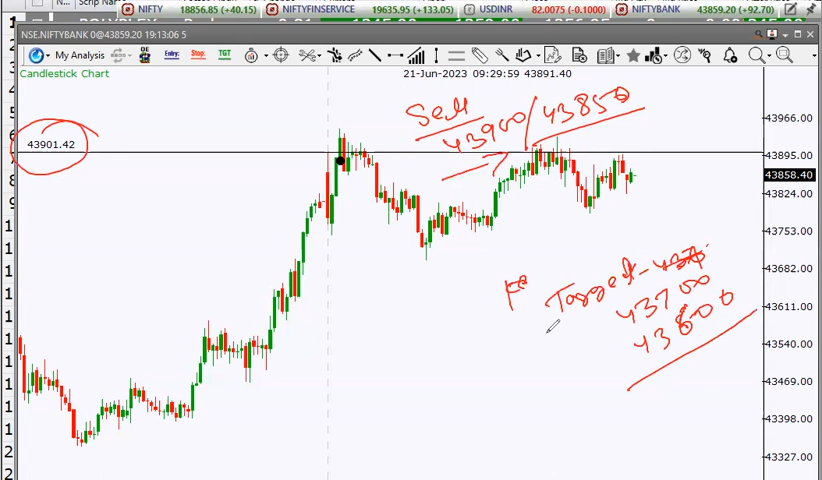 NIFTY 18856.85 (+40.15) NIFTYFINSERVICE 19635.95 (+133.05) USDINR 82.0075 (-0.1000) NIFTYBANK 43859 (+92.70)
NSE.NIFTYBANK 0@43859.20 19:13:06 5
My Analysis Entry: Stop: TGT
Candlestick Chart 21-Jun-2023 09:29:59 43891.40
43966.00
Sell 43900/43850
43901.42
43895.00
43858.40
43824.00
43753.00
43682.00
Target-
43700
43611.00
43600
43540.00
43469.00
43398.00
43327.00